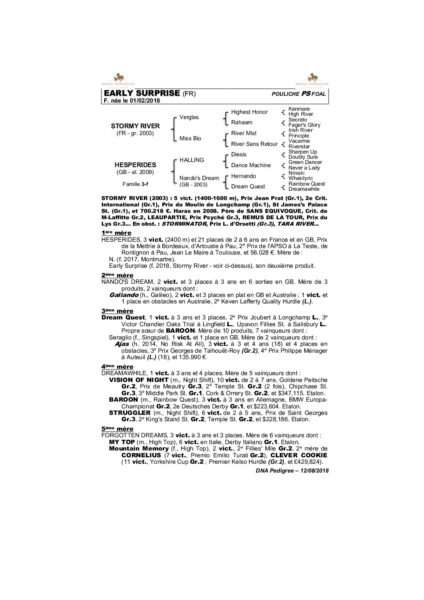 EARLY SURPRISE (FR)
POULICHE PS FOAL
F. née le 01/02/2018
STORMY RIVER
(FR - gr. 2003)
HESPERIDES
(GB - al. 2009)
Famille 3-f
Verglas
Miss Bio
HALLING
Nando's Dream
(GB - 2003)
Highest Honor
Rahaam
River Mist
River Sans Retour
Diesis
Dance Machine
Hernando
Dream Quest
Kenmare
High River
Secreto
Fager's Glory
Irish River
Principle
Vacarme
Riverstar
Sharpen Up
Doubly Sure
Green Dancer
Never a Lady
Niniski
Whakilyric
Rainbow Quest
Dreamawhile
STORMY RIVER (2003) : 5 vict. (1400-1600 m), Prix Jean Prat (Gr.1), 2e Crit.
International (Gr.1), Prix du Moulin de Longchamp (Gr.1), St James's Palace
St. (Gr.1), et 700.218 €. Haras en 2008. Père de SANS EQUIVOQUE, Crit. de
M-Laffitte Gr.2, LEAUPARTIE, Prix Psyché Gr.3, REMUS DE LA TOUR, Prix du
Lys Gr.3... En obst. : STORMINATOR, Prix L. d'Orsetti (Gr.3), TARA RIVER...
1ère mère
HESPERIDES, 3 vict. (2400 m) et 21 places de 2 à 6 ans en France et en GB, Prix
de la Mettrie à Bordeaux, d'Artouste à Pau, 2e Prix de l'APSO à La Teste, de
Rontignon à Pau, Jean Le Maire à Toulouse, et 56.028 €. Mère de :
N. (f. 2017, Montmartre).
Early Surprise (f. 2018, Stormy River - voir ci-dessus), son deuxième produit.
2ème mère
NANDO'S DREAM, 2 vict. et 3 places à 3 ans en 6 sorties en GB. Mère de 3
produits, 2 vainqueurs dont :
Galiando (h., Galileo), 2 vict. et 3 places en plat en GB et Australie ; 1 vict. et
1 place en obstacles en Australie, 2e Keven Lafferty Quality Hurdle (L.).
3ème mère
Dream Quest, 1 vict. à 3 ans et 3 places, 2e Prix Joubert à Longchamp L., 3e
Victor Chandler Oaks Trial à Lingfield L., Upavon Fillies St. à Salisbury L..
Propre sœur de BAROON. Mère de 10 produits, 7 vainqueurs dont :
Seraglio (f., Singspiel), 1 vict. et 1 place en GB. Mère de 2 vainqueurs dont :
Ajax (h. 2014, No Risk At All), 3 vict. à 3 et 4 ans (18) et 4 places en
obstacles, 3e Prix Georges de Talhouët-Roy (Gr.2), 4e Prix Philippe Ménager
à Auteuil (L.) (18), et 135.990 €.
4ème mère
DREAMAWHILE, 1 vict. à 3 ans et 4 places. Mère de 5 vainqueurs dont :
VISION OF NIGHT (m., Night Shift), 10 vict. de 2 à 7 ans, Goldene Peitsche
Gr.2, Prix de Meautry Gr.3, 2e Temple St. Gr.2 (2 fois), Chipchase St.
Gr.3, 3e Middle Park St. Gr.1, Cork & Orrery St. Gr.2, et $347,115. Etalon.
BAROON (m., Rainbow Quest), 3 vict. à 3 ans en Allemagne, BMW Europa-
Championat Gr.2, 2e Deutsches Derby Gr.1, et $223,604. Etalon.
STRUGGLER (m., Night Shift), 6 vict. de 2 à 5 ans, Prix de Saint Georges
Gr.3, 2e King's Stand St. Gr.2, Temple St. Gr.2, et $228,186. Etalon.
5ème mère
FORGOTTEN DREAMS, 3 vict. à 3 ans et 3 places. Mère de 6 vainqueurs dont :
MY TOP (m., High Top), 6 vict. en Italie, Derby Italiano Gr.1. Etalon.
Mountain Memory (f., High Top), 2 vict., 2e Fillies' Mile Gr.2, 2e mère de
CORNELIUS (7 vict., Premio Emilio Turati Gr.2), CLEVER COOKIE
(11 vict., Yorkshire Cup Gr.2 ; Premier Kelso Hurdle (Gr.2), et £429,824).
DNA Pedigree – 12/08/2018